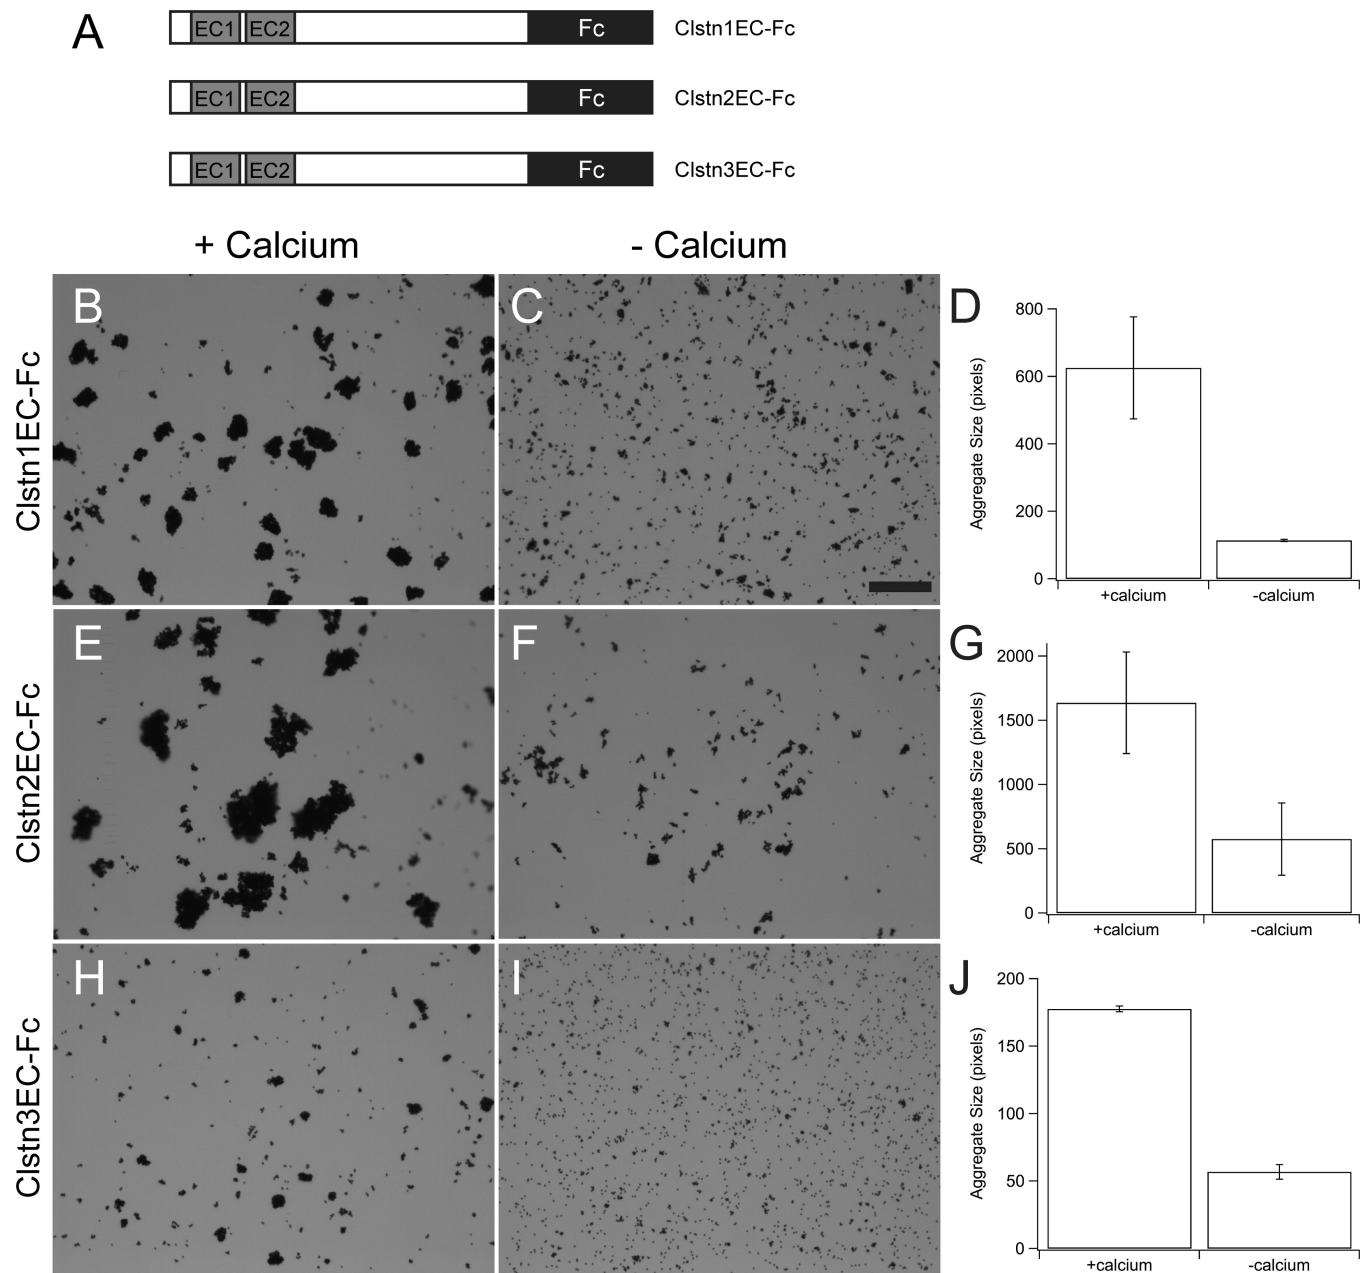 A
EC1 EC2 Fc Clstn1EC-Fc
EC1 EC2 Fc Clstn2EC-Fc
EC1 EC2 Fc Clstn3EC-Fc
+ Calcium - Calcium
Clstn1EC-Fc
B
C
D
Aggregate Size (pixels)
800
600
400
200
0
+calcium -calcium
Clstn2EC-Fc
E
F
G
Aggregate Size (pixels)
2000
1500
1000
500
0
+calcium -calcium
Clstn3EC-Fc
H
I
J
Aggregate Size (pixels)
200
150
100
50
0
+calcium -calcium